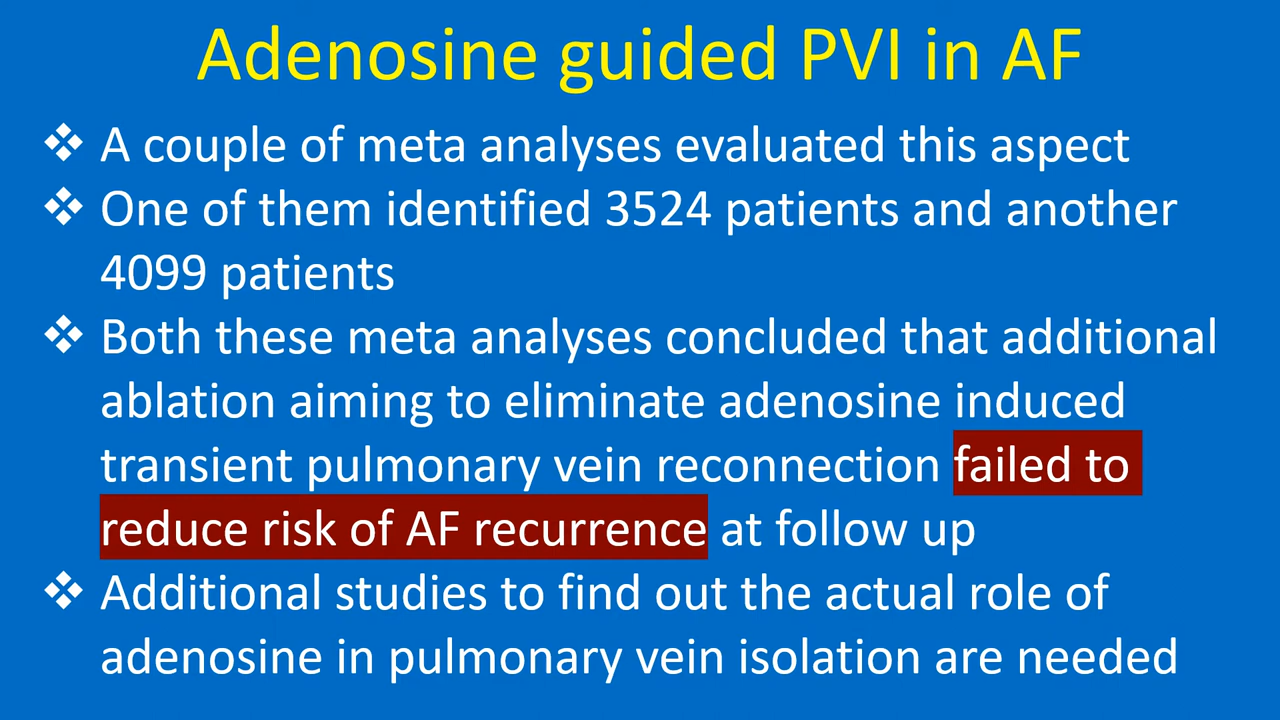 Adenosine guided PVI in AF
❖ A couple of meta analyses evaluated this aspect
❖ One of them identified 3524 patients and another
4099 patients
❖ Both these meta analyses concluded that additional
ablation aiming to eliminate adenosine induced
transient pulmonary vein reconnection failed to
reduce risk of AF recurrence at follow up
❖ Additional studies to find out the actual role of
adenosine in pulmonary vein isolation are needed